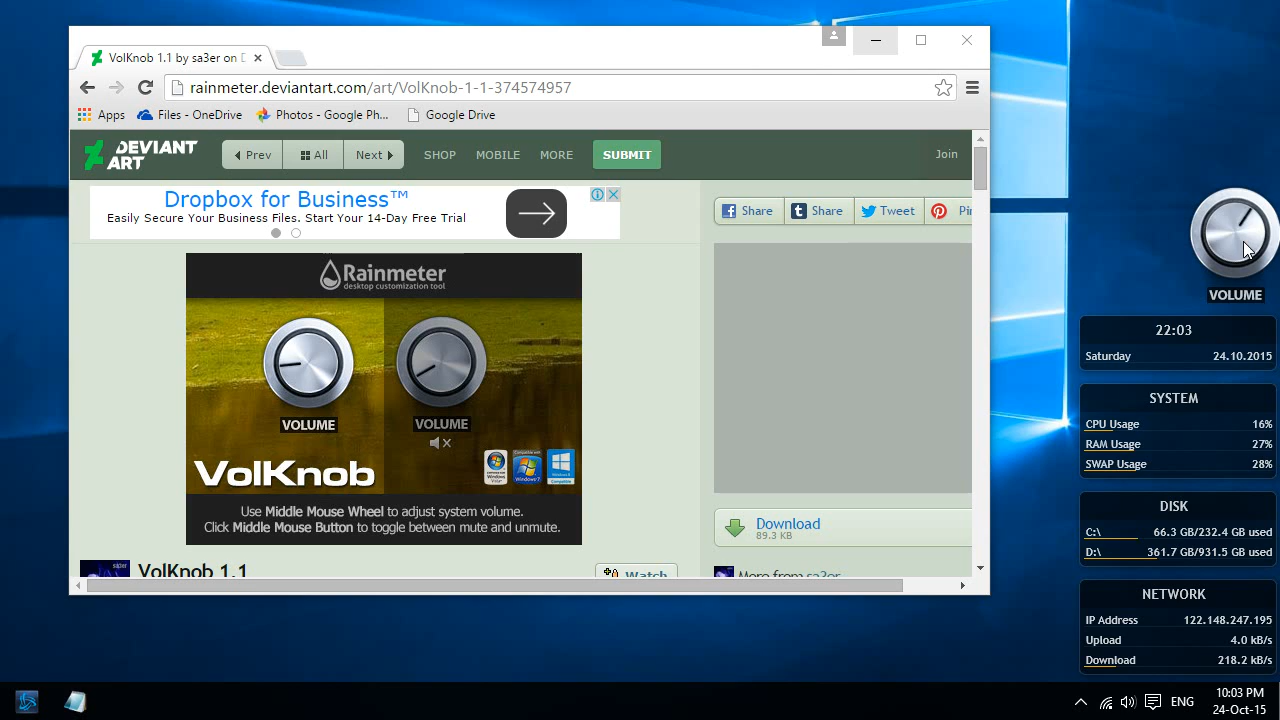 VolKnob 1.1 by sa3er on D
rainmeter.deviantart.com/art/VolKnob-1-1-374574957
Apps Files - OneDrive Photos - Google Ph... Google Drive
DEVIANT
ART
Prev All Next SHOP MOBILE MORE SUBMIT Join
Dropbox for Business™
Easily Secure Your Business Files. Start Your 14-Day Free Trial
Share Share Tweet Pi
Rainmeter
desktop customization tool
VOLUME VOLUME
VolKnob
Windows 7
Use Middle Mouse Wheel to adjust system volume.
Click Middle Mouse Button to toggle between mute and unmute.
Download
89.3 KB
VolKnob 1.1
Watch
More from sa3er
VOLUME
22:03
Saturday 24.10.2015
SYSTEM
CPU Usage 16%
RAM Usage 27%
SWAP Usage 28%
DISK
C:\ 66.3 GB/232.4 GB used
D:\ 361.7 GB/931.5 GB used
NETWORK
IP Address 122.148.247.195
Upload 4.0 kB/s
Download 218.2 kB/s
ENG
10:03 PM
24-Oct-15